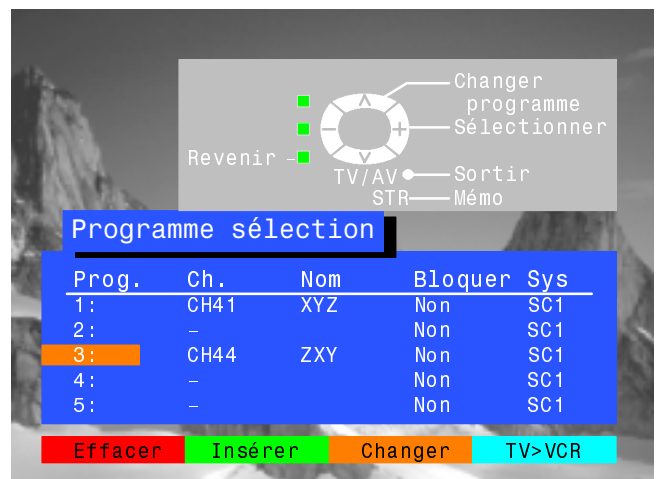 Changer
programme
Sélectionner
Revenir
TV/AV Sortir
STR Mémo
Programme sélection
Prog. Ch. Nom Bloquer Sys
1: CH41 XYZ Non SC1
2: – Non SC1
3: CH44 ZXY Non SC1
4: – Non SC1
5: – Non SC1
Effacer Insérer Changer TV>VCR